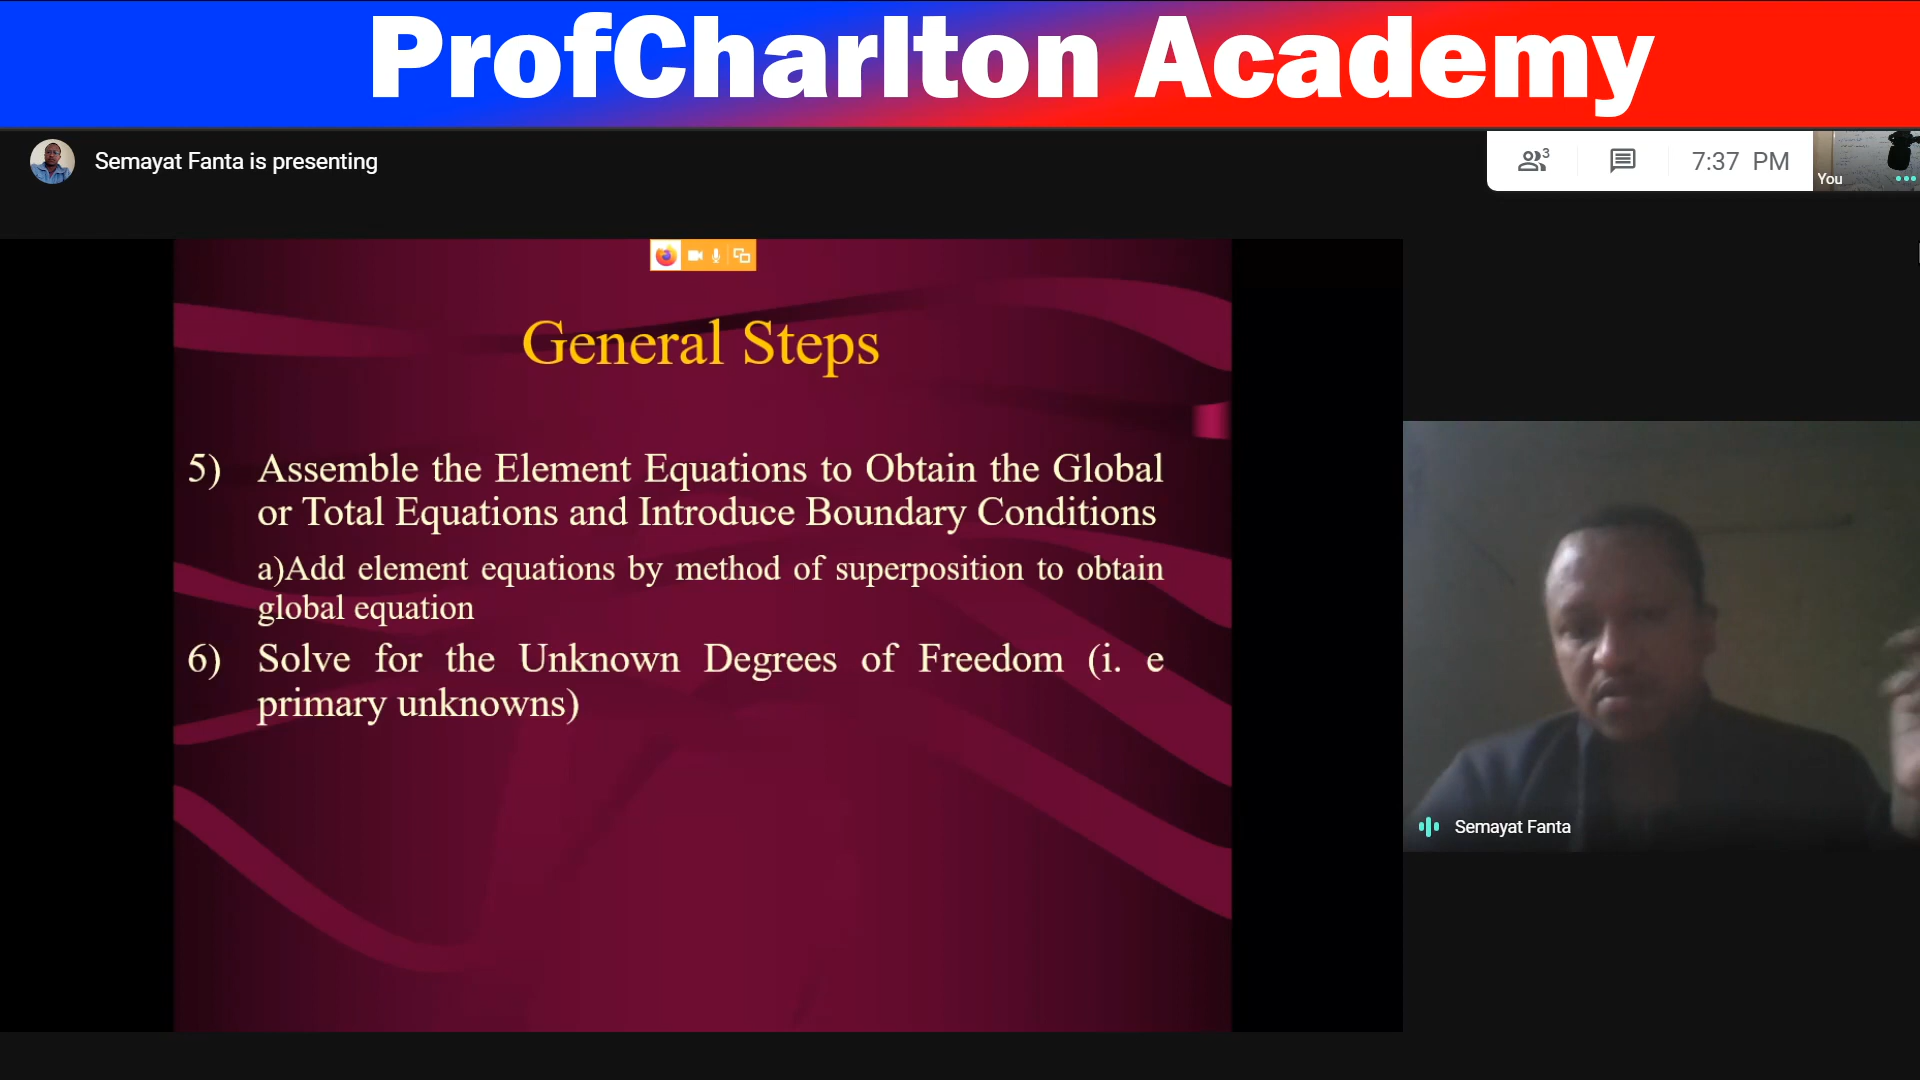 ProfCharlton Academy
Semayat Fanta is presenting
3
7:37 PM
You
General Steps
5) Assemble the Element Equations to Obtain the Global
or Total Equations and Introduce Boundary Conditions
a)Add element equations by method of superposition to obtain
global equation
6) Solve for the Unknown Degrees of Freedom (i. e
primary unknowns)
Semayat Fanta